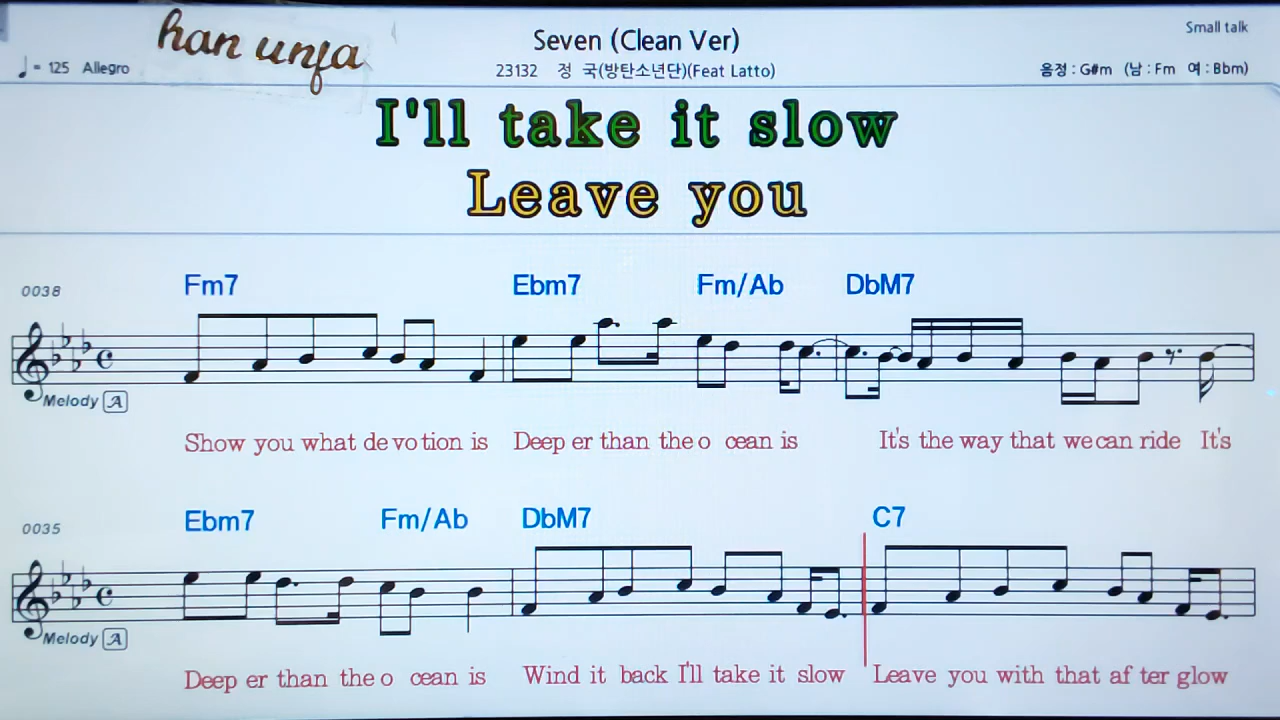 han unfa
Seven (Clean Ver)
Small talk
♩= 125 Allegro
23132 정 국(방탄소년단)(Feat Latto)
음정 : G#m (남 : Fm 여 : Bbm)
I'll take it slow
Leave you
0038
Fm7 Ebm7 Fm/Ab DbM7
Melody A
Show you what de vo tion is Deep er than the o cean is It's the way that we can ride It's
0035
Ebm7 Fm/Ab DbM7 C7
Melody A
Deep er than the o cean is Wind it back I'll take it slow Leave you with that af ter glow